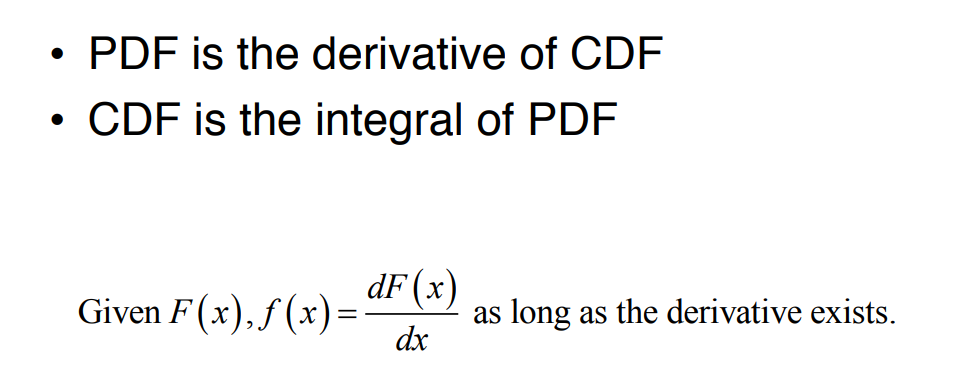 • PDF is the derivative of CDF
• CDF is the integral of PDF
Given F(x), f(x) = dF(x)/dx as long as the derivative exists.